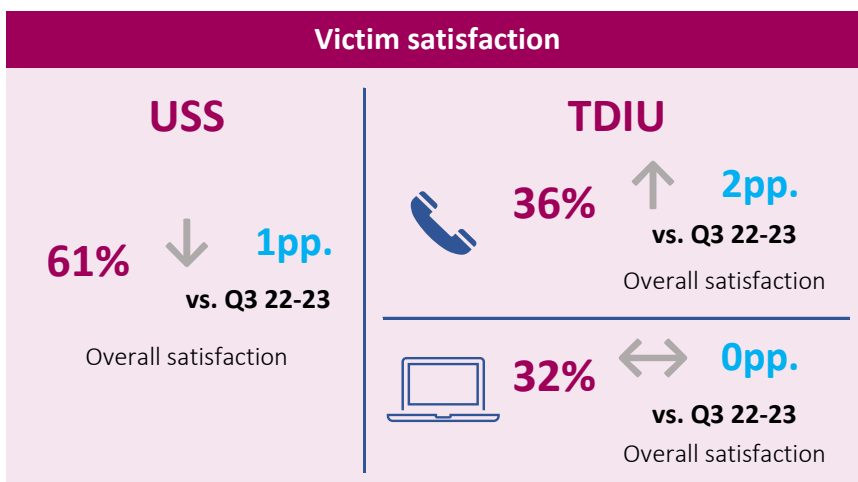 Victim satisfaction
USS
61%
1pp.
vs. Q3 22-23
Overall satisfaction
TDIU
36%
2pp.
vs. Q3 22-23
Overall satisfaction
32%
0pp.
vs. Q3 22-23
Overall satisfaction